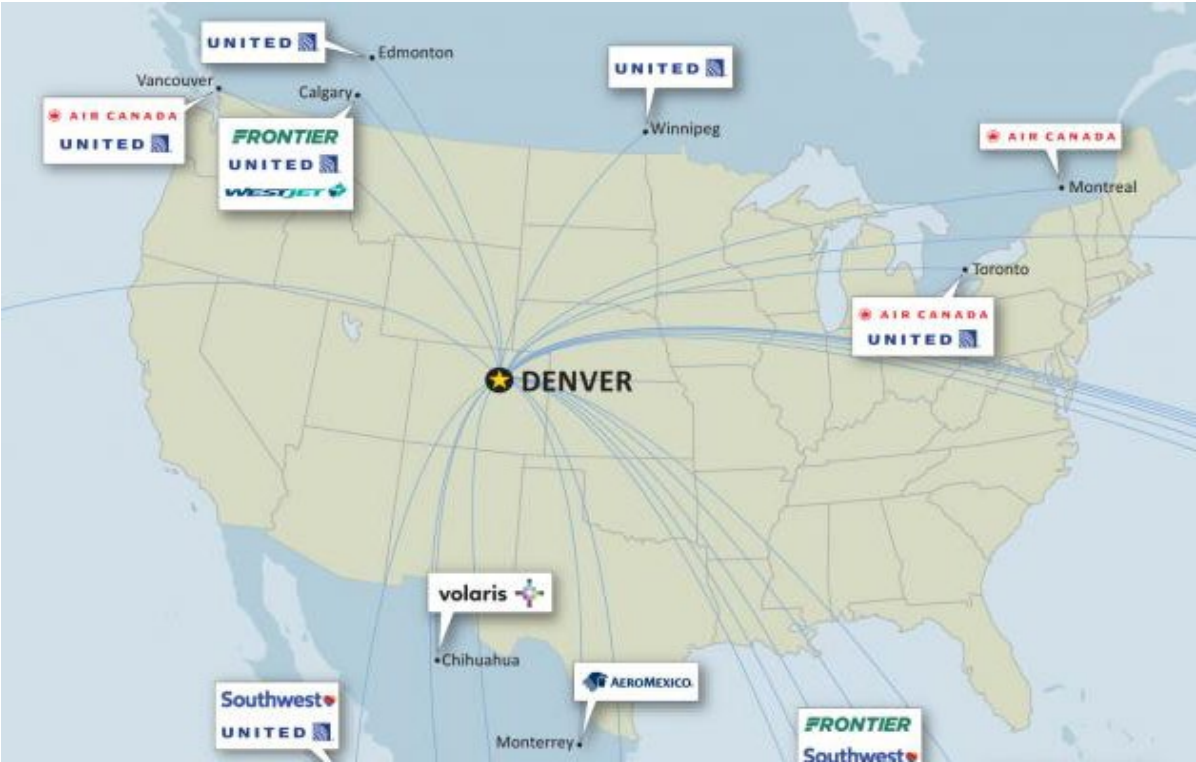 UNITED
Edmonton
UNITED
Vancouver
Calgary
AIR CANADA
UNITED
FRONTIER
UNITED
WESTJET
Winnipeg
AIR CANADA
Montreal
Toronto
AIR CANADA
UNITED
DENVER
volaris
Chihuahua
AEROMEXICO.
Southwest
UNITED
Monterrey
FRONTIER
Southwest